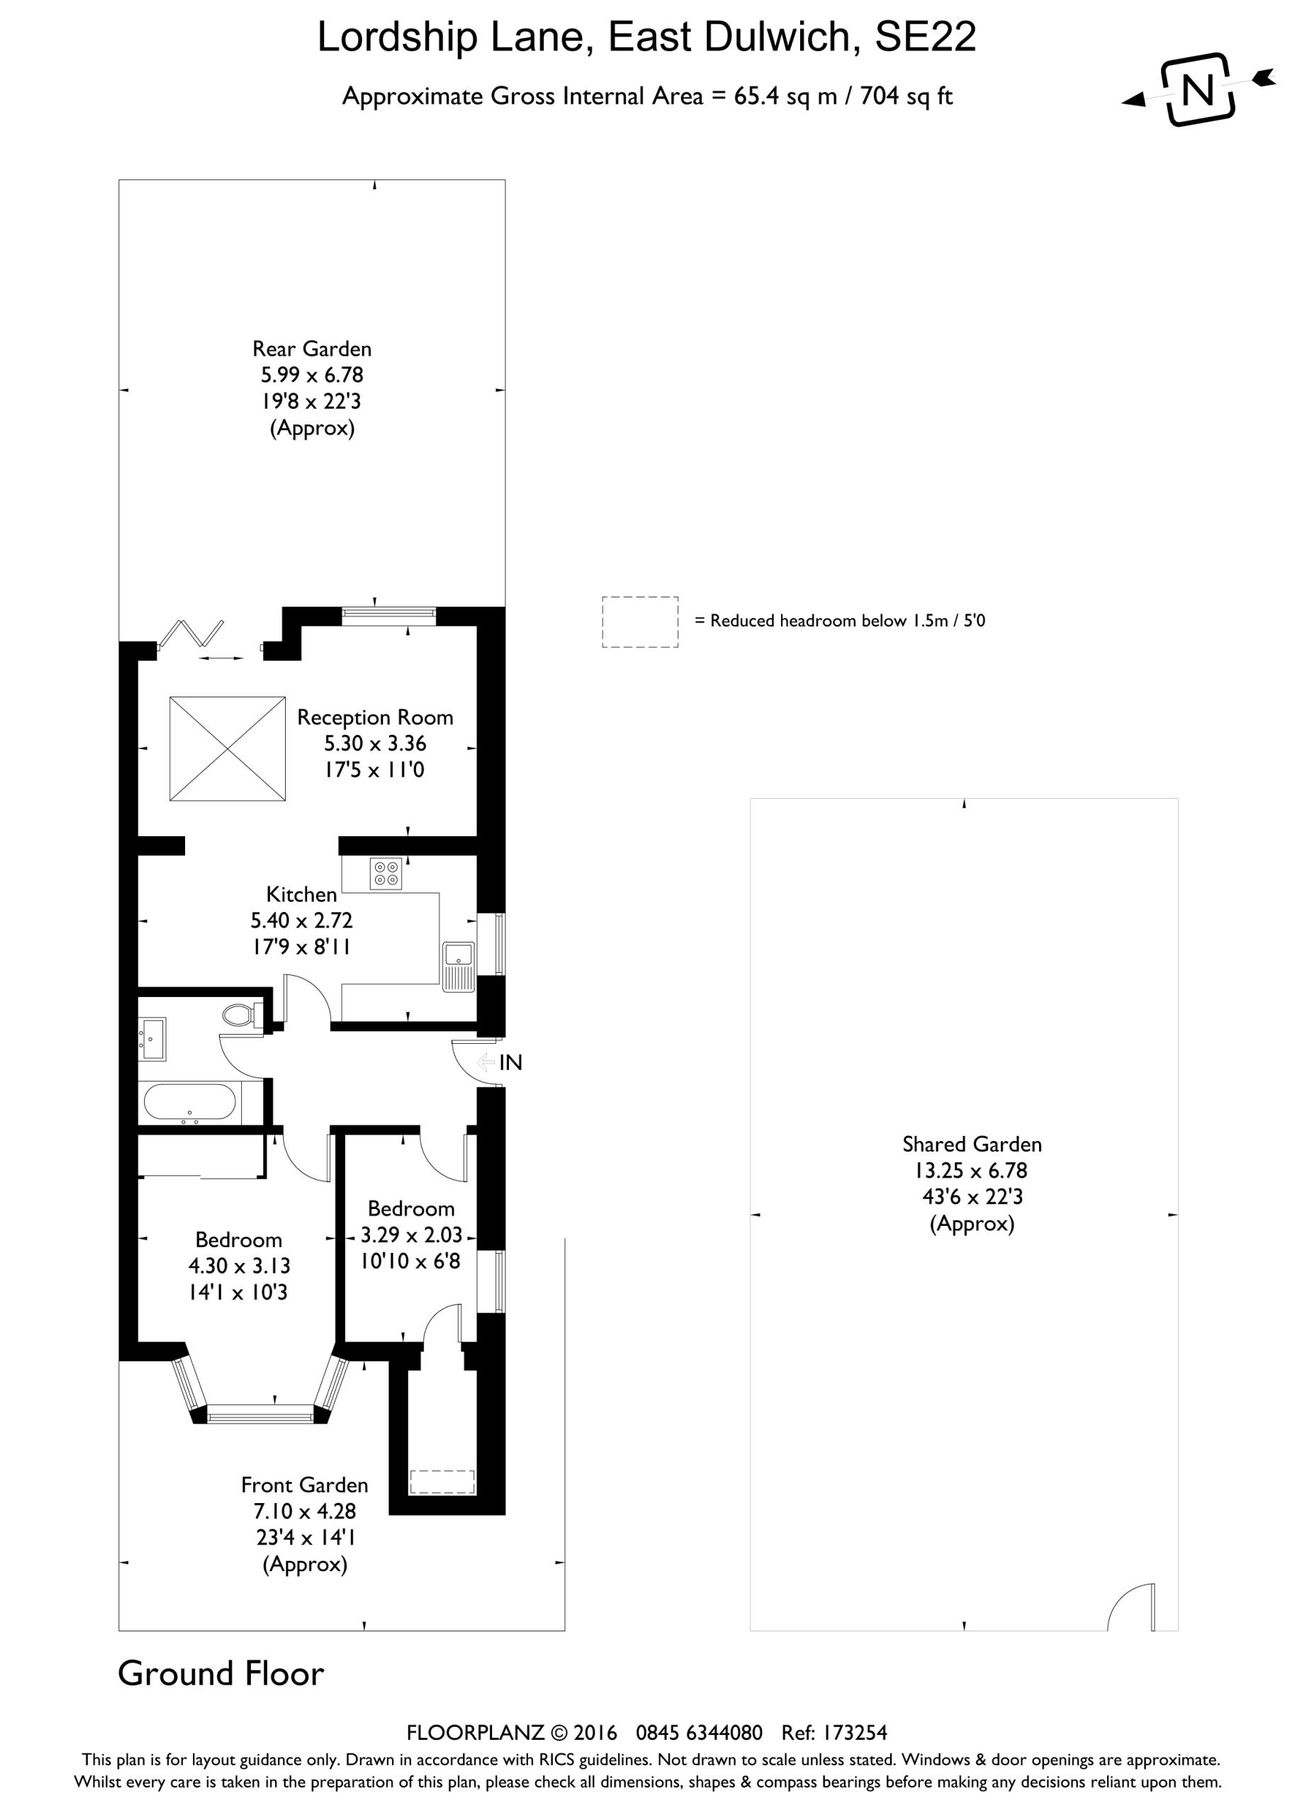 Lordship Lane, East Dulwich, SE22
Approximate Gross Internal Area = 65.4 sq m / 704 sq ft
N
Rear Garden
5.99 x 6.78
19'8 x 22'3
(Approx)
= Reduced headroom below 1.5m / 5'0
Reception Room
5.30 x 3.36
17'5 x 11'0
Kitchen
5.40 x 2.72
17'9 x 8'11
IN
Bedroom
3.29 x 2.03
10'10 x 6'8
Bedroom
4.30 x 3.13
14'1 x 10'3
Shared Garden
13.25 x 6.78
43'6 x 22'3
(Approx)
Front Garden
7.10 x 4.28
23'4 x 14'1
(Approx)
Ground Floor
FLOORPLANZ © 2016 0845 6344080 Ref: 173254
This plan is for layout guidance only. Drawn in accordance with RICS guidelines. Not drawn to scale unless stated. Windows & door openings are approximate.
Whilst every care is taken in the preparation of this plan, please check all dimensions, shapes & compass bearings before making any decisions reliant upon them.